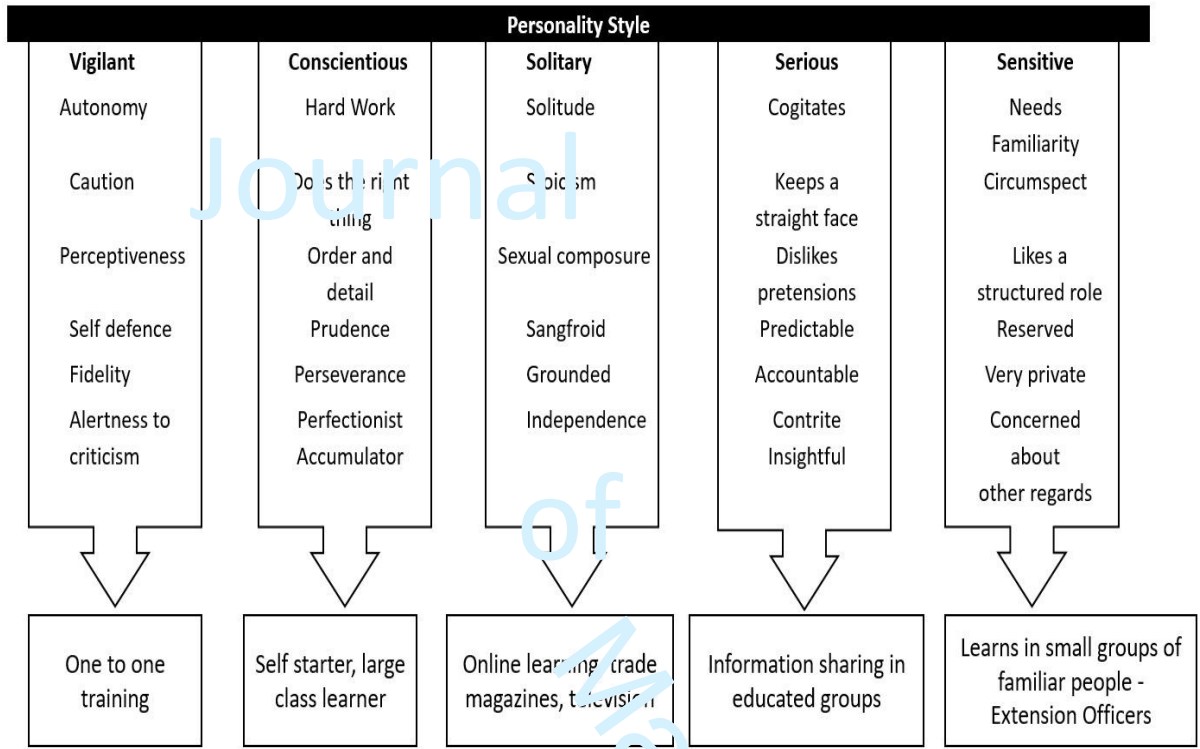 Personality Style
Vigilant
Autonomy
Caution
Perceptiveness
Self defence
Fidelity
Alertness to
criticism
One to one
training
Conscientious
Hard Work
Does the right
thing
Order and
detail
Prudence
Perseverance
Perfectionist
Accumulator
Self starter, large
class learner
Solitary
Solitude
Stoicism
Sexual composure
Sangfroid
Grounded
Independence
Online learning, trade
magazines, television
Serious
Cogitates
Keeps a
straight face
Dislikes
pretensions
Predictable
Accountable
Contrite
Insightful
Information sharing in
educated groups
Sensitive
Needs
Familiarity
Circumspect
Likes a
structured role
Reserved
Very private
Concerned
about
other regards
Learns in small groups of
familiar people -
Extension Officers
Journal
of